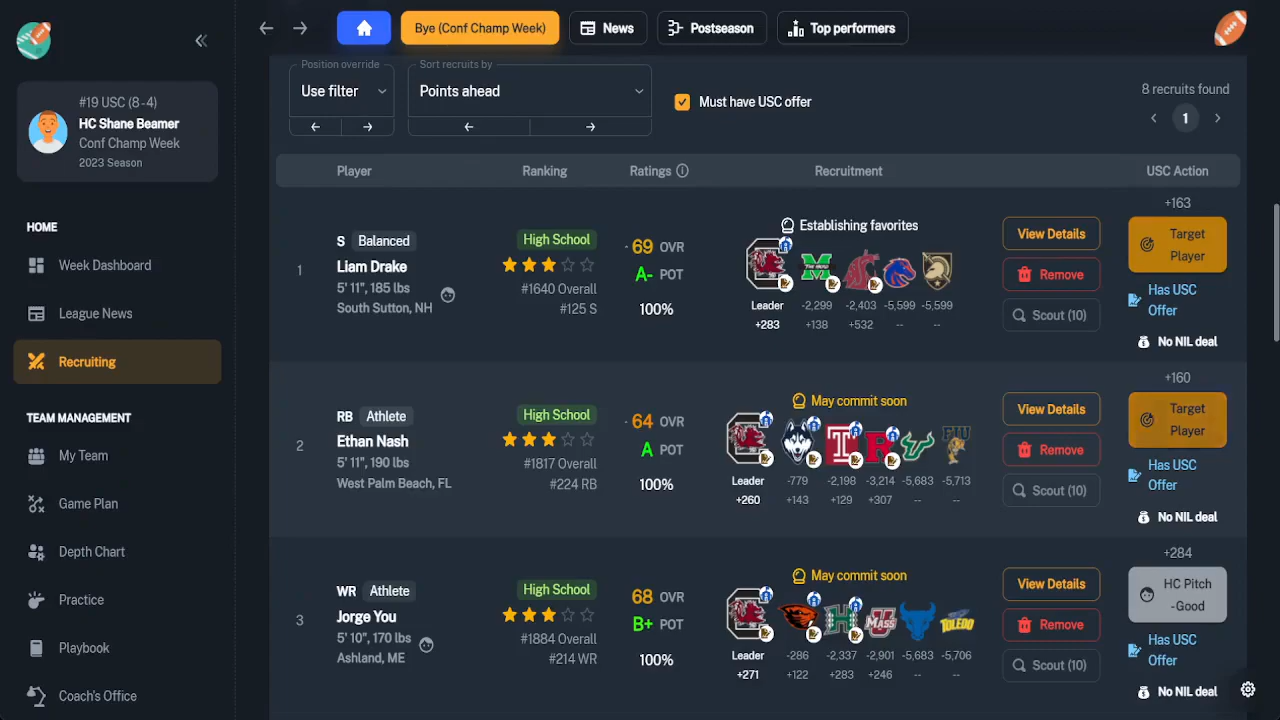 Bye (Conf Champ Week)
News
Postseason
Top performers
#19 USC (8 - 4)
HC Shane Beamer
Conf Champ Week
2023 Season
HOME
Week Dashboard
League News
Recruiting
TEAM MANAGEMENT
My Team
Game Plan
Depth Chart
Practice
Playbook
Coach's Office
Position override
Use filter
Sort recruits by
Points ahead
Must have USC offer
8 recruits found
1
Player
Ranking
Ratings
Recruitment
USC Action
1
S Balanced
Liam Drake
5' 11", 185 lbs
South Sutton, NH
High School
#1640 Overall
#125 S
69 OVR
A- POT
100%
Establishing favorites
Leader -2,299 -2,403 -5,599 -5,599
+283 +138 +532 -- --
View Details
Remove
Scout (10)
+163
Target
Player
Has USC
Offer
No NIL deal
2
RB Athlete
Ethan Nash
5' 11", 190 lbs
West Palm Beach, FL
High School
#1817 Overall
#224 RB
64 OVR
A POT
100%
May commit soon
FIU
Leader -779 -2,198 -3,214 -5,683 -5,713
+260 +143 +129 +307 -- --
View Details
Remove
Scout (10)
+160
Target
Player
Has USC
Offer
No NIL deal
3
WR Athlete
Jorge You
5' 10", 170 lbs
Ashland, ME
High School
#1884 Overall
#214 WR
68 OVR
B+ POT
100%
May commit soon
MASS TOLEDO
Leader -286 -2,337 -2,901 -5,683 -5,706
+271 +122 +283 +246 -- --
View Details
Remove
Scout (10)
+284
HC Pitch
-Good
Has USC
Offer
No NIL deal